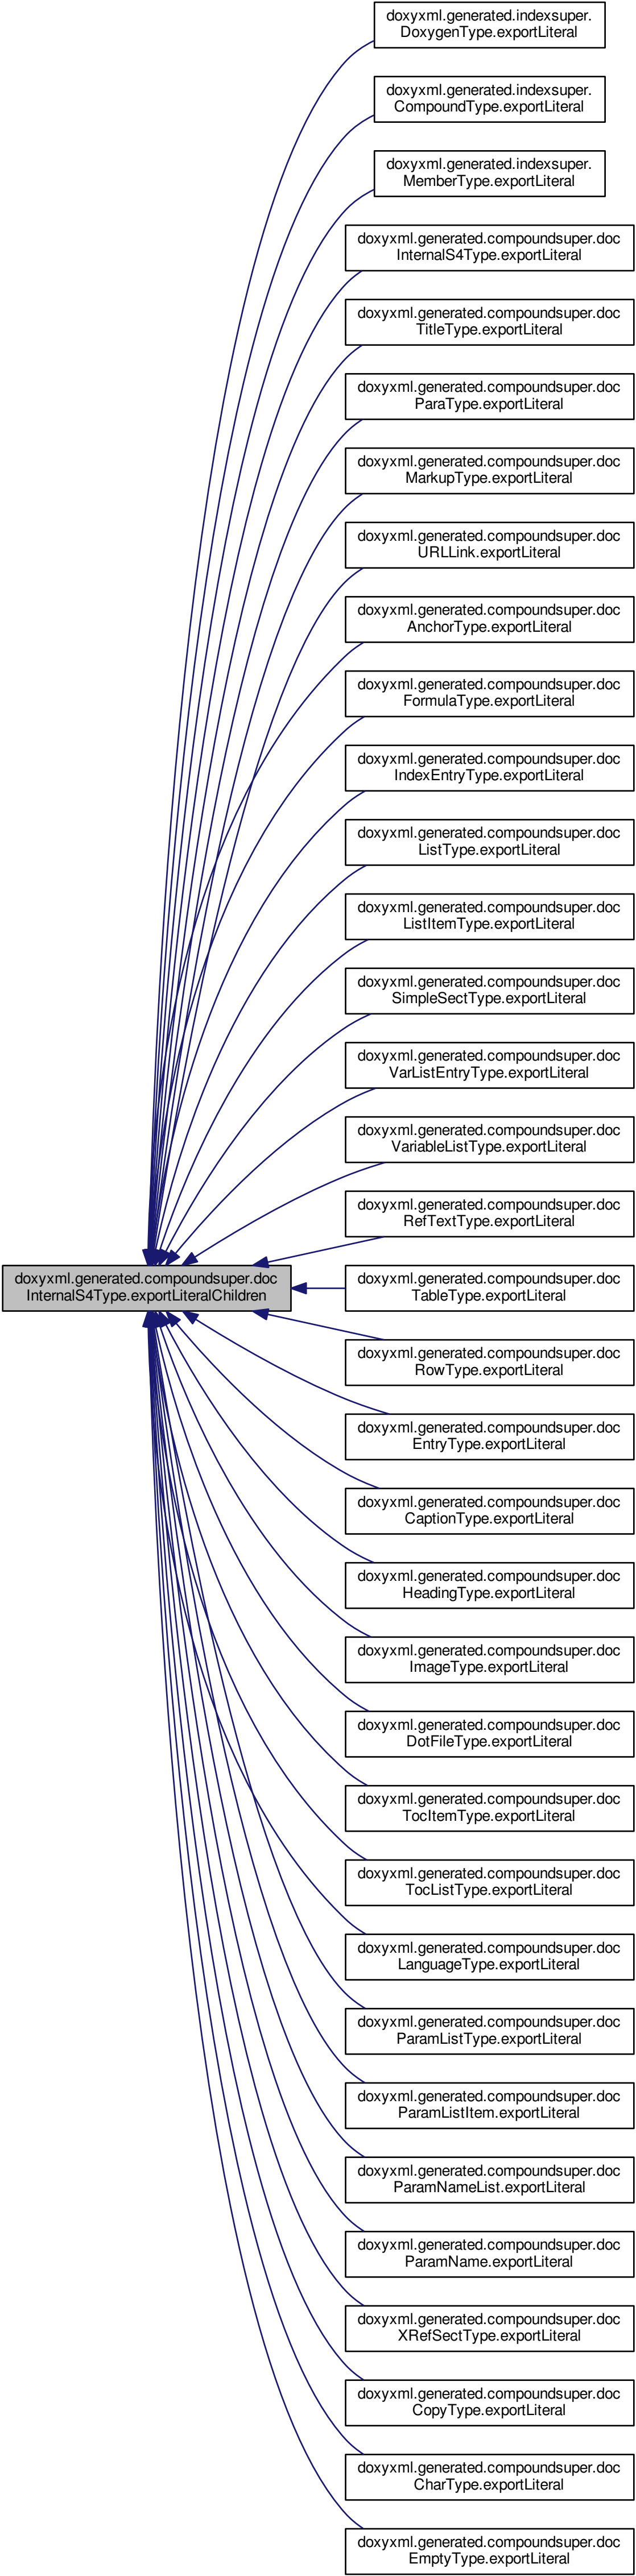 doxyxml.generated.indexsuper.
DoxygenType.exportLiteral
doxyxml.generated.indexsuper.
CompoundType.exportLiteral
doxyxml.generated.indexsuper.
MemberType.exportLiteral
doxyxml.generated.compoundsuper.doc
InternalS4Type.exportLiteral
doxyxml.generated.compoundsuper.doc
TitleType.exportLiteral
doxyxml.generated.compoundsuper.doc
ParaType.exportLiteral
doxyxml.generated.compoundsuper.doc
MarkupType.exportLiteral
doxyxml.generated.compoundsuper.doc
URLLink.exportLiteral
doxyxml.generated.compoundsuper.doc
AnchorType.exportLiteral
doxyxml.generated.compoundsuper.doc
FormulaType.exportLiteral
doxyxml.generated.compoundsuper.doc
IndexEntryType.exportLiteral
doxyxml.generated.compoundsuper.doc
ListType.exportLiteral
doxyxml.generated.compoundsuper.doc
ListItemType.exportLiteral
doxyxml.generated.compoundsuper.doc
SimpleSectType.exportLiteral
doxyxml.generated.compoundsuper.doc
VarListEntryType.exportLiteral
doxyxml.generated.compoundsuper.doc
VariableListType.exportLiteral
doxyxml.generated.compoundsuper.doc
RefTextType.exportLiteral
doxyxml.generated.compoundsuper.doc
InternalS4Type.exportLiteralChildren
doxyxml.generated.compoundsuper.doc
TableType.exportLiteral
doxyxml.generated.compoundsuper.doc
RowType.exportLiteral
doxyxml.generated.compoundsuper.doc
EntryType.exportLiteral
doxyxml.generated.compoundsuper.doc
CaptionType.exportLiteral
doxyxml.generated.compoundsuper.doc
HeadingType.exportLiteral
doxyxml.generated.compoundsuper.doc
ImageType.exportLiteral
doxyxml.generated.compoundsuper.doc
DotFileType.exportLiteral
doxyxml.generated.compoundsuper.doc
TocItemType.exportLiteral
doxyxml.generated.compoundsuper.doc
TocListType.exportLiteral
doxyxml.generated.compoundsuper.doc
LanguageType.exportLiteral
doxyxml.generated.compoundsuper.doc
ParamListType.exportLiteral
doxyxml.generated.compoundsuper.doc
ParamListItem.exportLiteral
doxyxml.generated.compoundsuper.doc
ParamNameList.exportLiteral
doxyxml.generated.compoundsuper.doc
ParamName.exportLiteral
doxyxml.generated.compoundsuper.doc
XRefSectType.exportLiteral
doxyxml.generated.compoundsuper.doc
CopyType.exportLiteral
doxyxml.generated.compoundsuper.doc
CharType.exportLiteral
doxyxml.generated.compoundsuper.doc
EmptyType.exportLiteral